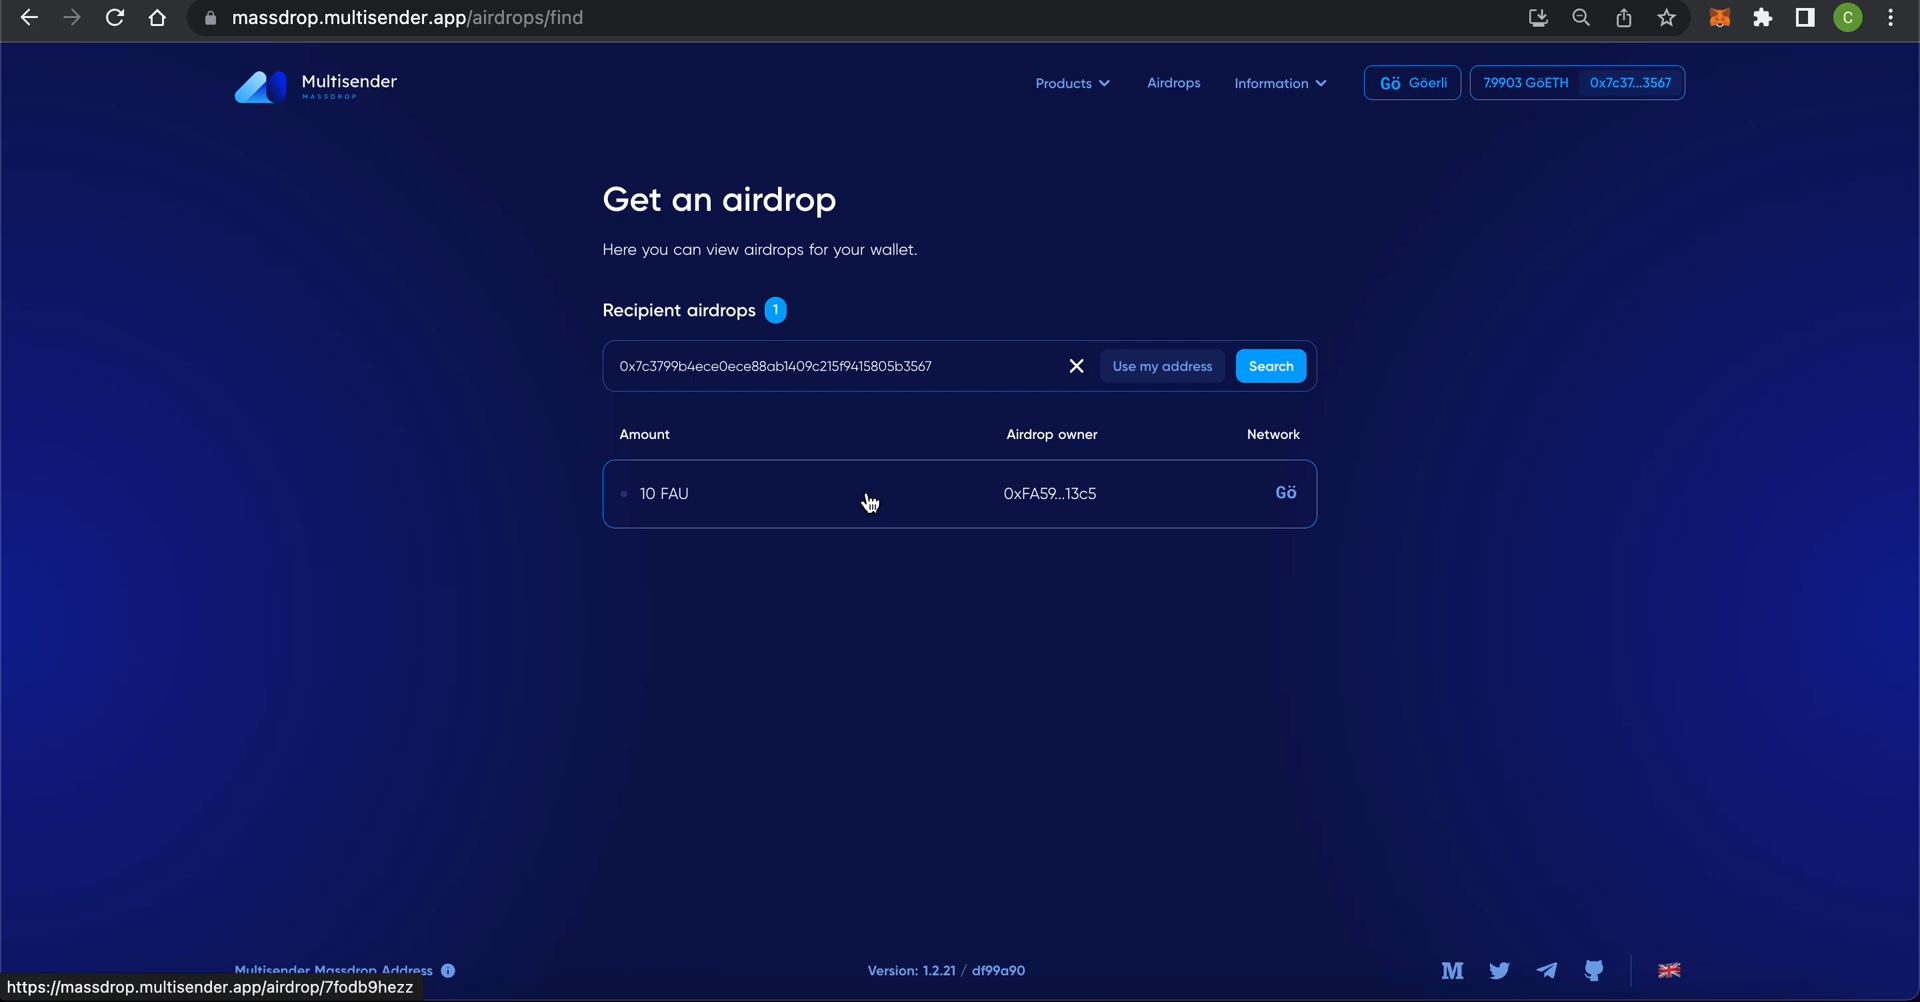 massdrop.multisender.app/airdrops/find
C
Multisender
MASSDROP
Products
Airdrops
Information
Gö Göerli
7.9903 GöETH 0x7c37...3567
Get an airdrop
Here you can view airdrops for your wallet.
Recipient airdrops 1
0x7c3799b4ece0ece88ab1409c215f9415805b3567
Use my address
Search
Amount Airdrop owner Network
10 FAU 0xFA59...13c5 Gö
Multisender Massdrop Address i
Version: 1.2.21 / df99a90
M
https://massdrop.multisender.app/airdrop/7fodb9hezz